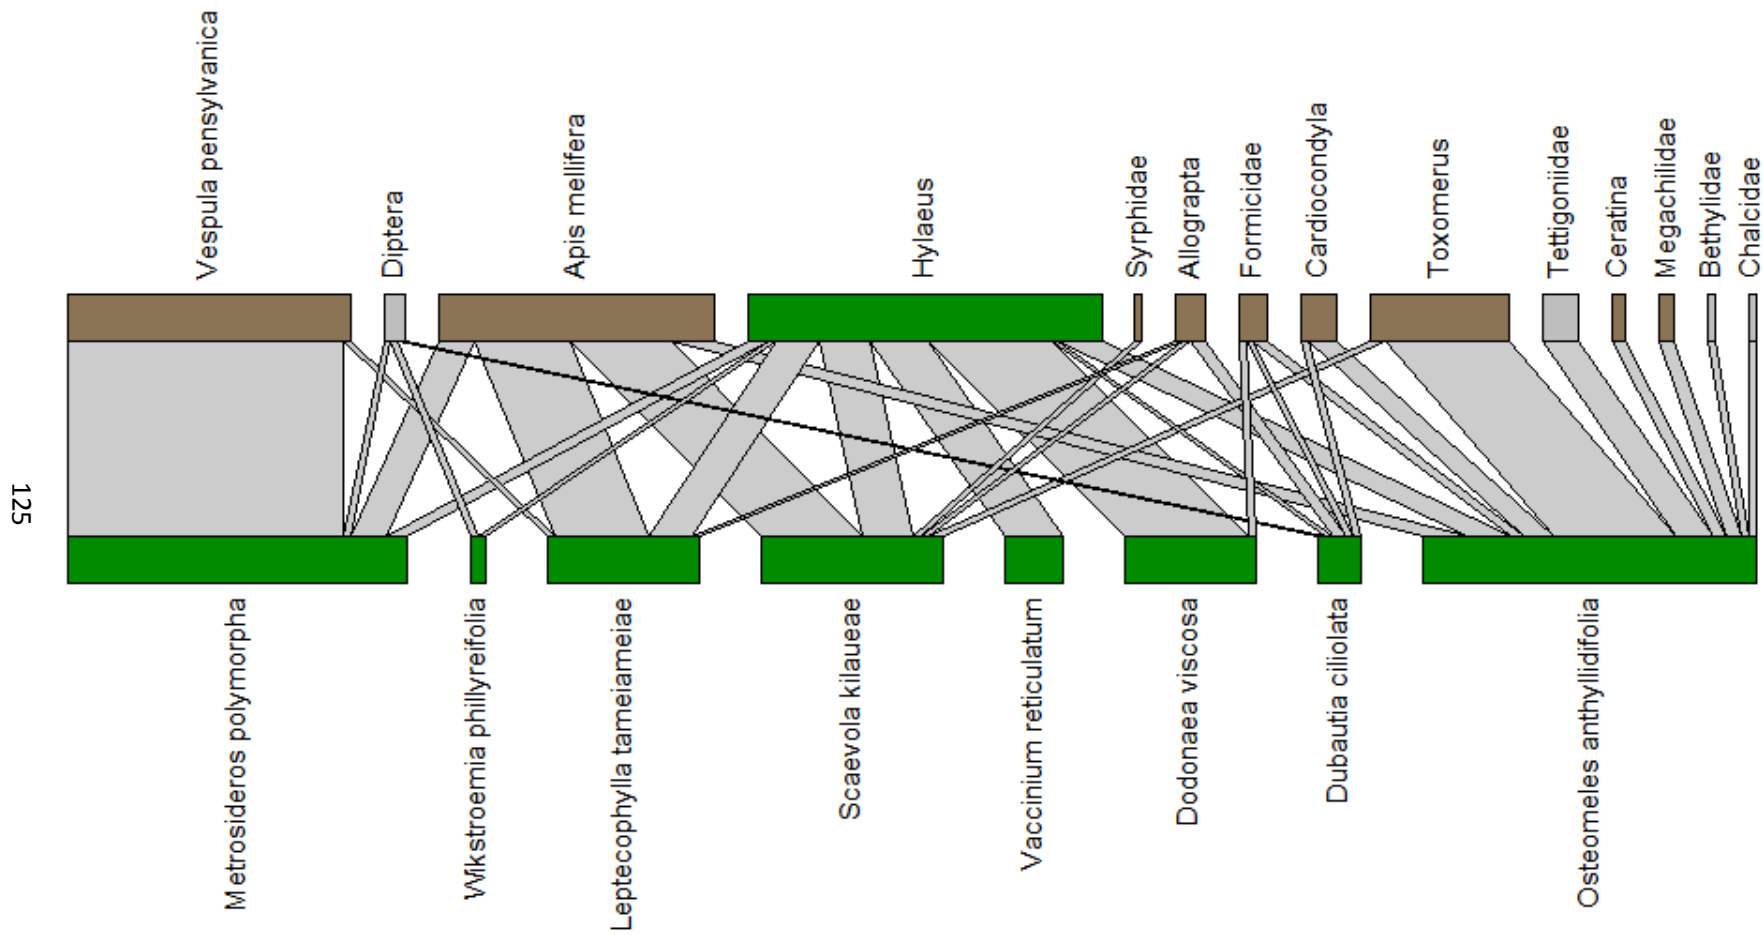 Vespula pensylvanica
Diptera
Apis mellifera
Hylaeus
Syrphidae
Allograpta
Formicidae
Cardiocondyla
Toxomerus
Tettigoniidae
Ceratina
Megachilidae
Bethylidae
Chalcidae
Metrosideros polymorpha
Wikstroemia phillyreifolia
Leptecophylla tameiameiae
Scaevola kilaueae
Vaccinium reticulatum
Dodonaea viscosa
Dubautia ciliolata
Osteomeles anthyllidifolia
125